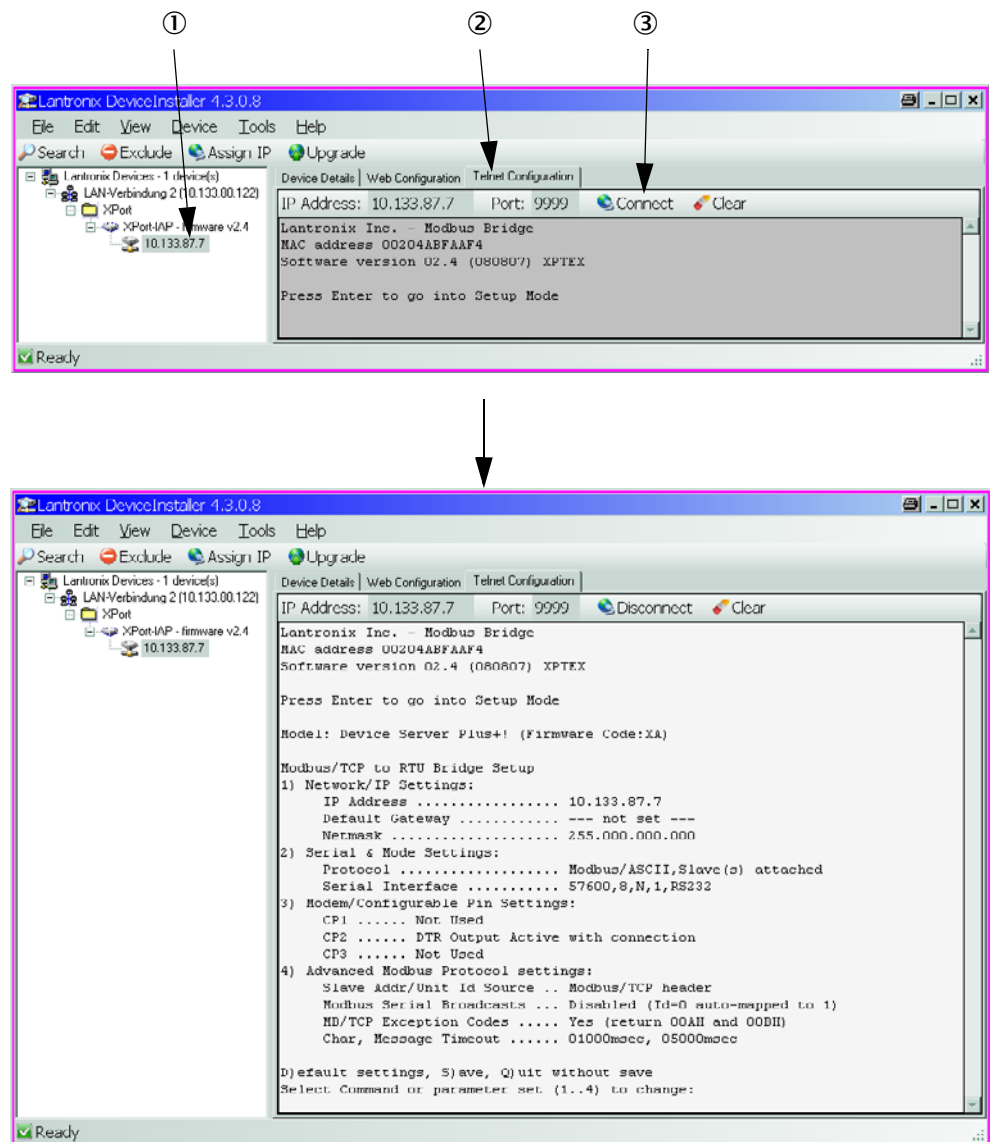 ① ② ③
Lantronix DeviceInstaller 4.3.0.8
File Edit View Device Tools Help
Search Exclude Assign IP Upgrade
Lantronix Devices - 1 device(s)
LAN-Verbindung 2 (10.133.00.122)
XPort
XPort-IAP - firmware v2.4
10.133.87.7
Device Details Web Configuration Telnet Configuration
IP Address: 10.133.87.7 Port: 9999 Connect Clear
Lantronix Inc. - Modbus Bridge
MAC address 00204ABFAAF4
Software version 02.4 (080807) XPTEX
Press Enter to go into Setup Mode
Ready
Lantronix DeviceInstaller 4.3.0.8
File Edit View Device Tools Help
Search Exclude Assign IP Upgrade
Lantronix Devices - 1 device(s)
LAN-Verbindung 2 (10.133.00.122)
XPort
XPort-IAP - firmware v2.4
10.133.87.7
Device Details Web Configuration Telnet Configuration
IP Address: 10.133.87.7 Port: 9999 Disconnect Clear
Lantronix Inc. - Modbus Bridge
MAC address 00204ABFAAF4
Software version 02.4 (080807) XPTEX
Press Enter to go into Setup Mode
Model: Device Server Plus+! (Firmware Code:XA)
Modbus/TCP to RTU Bridge Setup
1) Network/IP Settings:
IP Address ................. 10.133.87.7
Default Gateway ............ --- not set ---
Netmask .................... 255.000.000.000
2) Serial & Mode Settings:
Protocol ................... Modbus/ASCII,Slave(s) attached
Serial Interface ........... 57600,8,N,1,RS232
3) Modem/Configurable Pin Settings:
CP1 ...... Not Used
CP2 ...... DTR Output Active with connection
CP3 ...... Not Used
4) Advanced Modbus Protocol settings:
Slave Addr/Unit Id Source .. Modbus/TCP header
Modbus Serial Broadcasts ... Disabled (Id=0 auto-mapped to 1)
MB/TCP Exception Codes ..... Yes (return 00AH and 00BH)
Char, Message Timeout ...... 01000msec, 05000msec
D)efault settings, S)ave, Q)uit without save
Select Command or parameter set (1..4) to change:
Ready